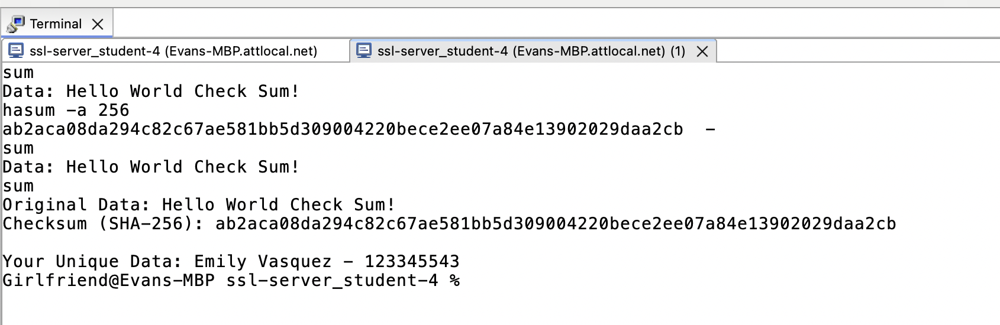 Terminal
ssl-server_student-4 (Evans-MBP.attlocal.net)
ssl-server_student-4 (Evans-MBP.attlocal.net) (1)
sum
Data: Hello World Check Sum!
hasum -a 256
ab2aca08da294c82c67ae581bb5d309004220bece2ee07a84e13902029daa2cb  -
sum
Data: Hello World Check Sum!
sum
Original Data: Hello World Check Sum!
Checksum (SHA-256): ab2aca08da294c82c67ae581bb5d309004220bece2ee07a84e13902029daa2cb
Your Unique Data: Emily Vasquez - 123345543
Girlfriend@Evans-MBP ssl-server_student-4 %